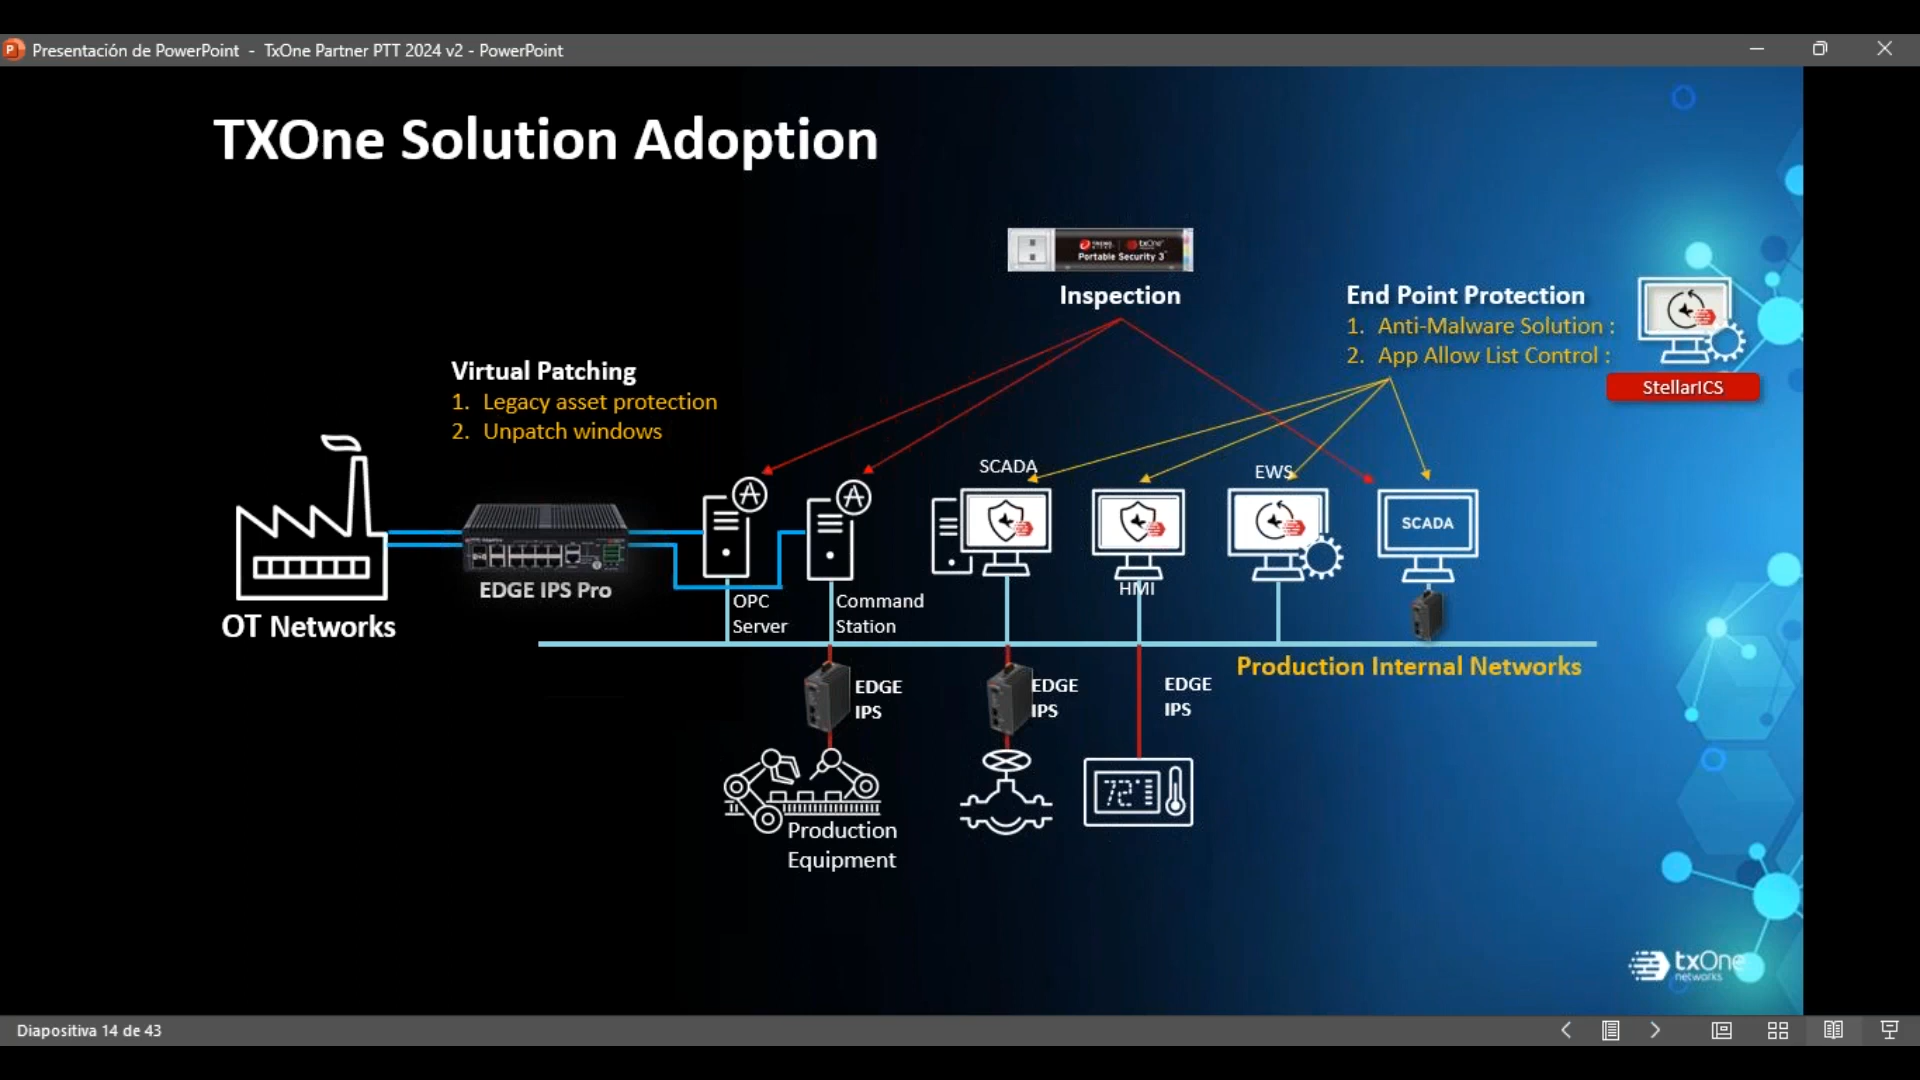 Presentación de PowerPoint - TxOne Partner PTT 2024 v2 - PowerPoint
TXOne Solution Adoption
Portable Security 3
Inspection
End Point Protection
1. Anti-Malware Solution :
2. App Allow List Control :
StellarICS
Virtual Patching
1. Legacy asset protection
2. Unpatch windows
SCADA
EWS
SCADA
EDGE IPS Pro
HMI
OPC
Server
Command
Station
OT Networks
Production Internal Networks
EDGE
IPS
EDGE
IPS
EDGE
IPS
72°
Production
Equipment
txOne
networks
Diapositiva 14 de 43